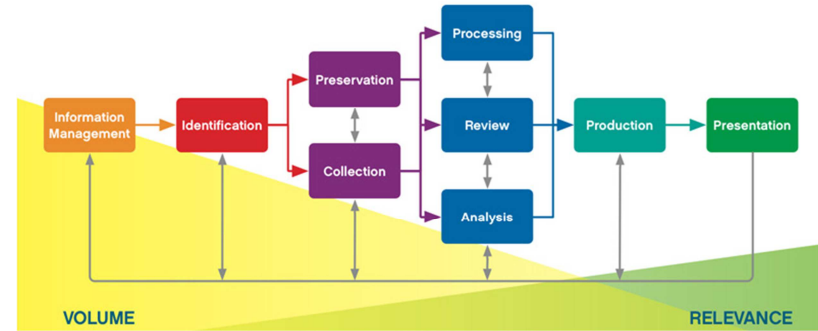 Information
Management
Identification
Preservation
Collection
Processing
Review
Analysis
Production
Presentation
VOLUME
RELEVANCE